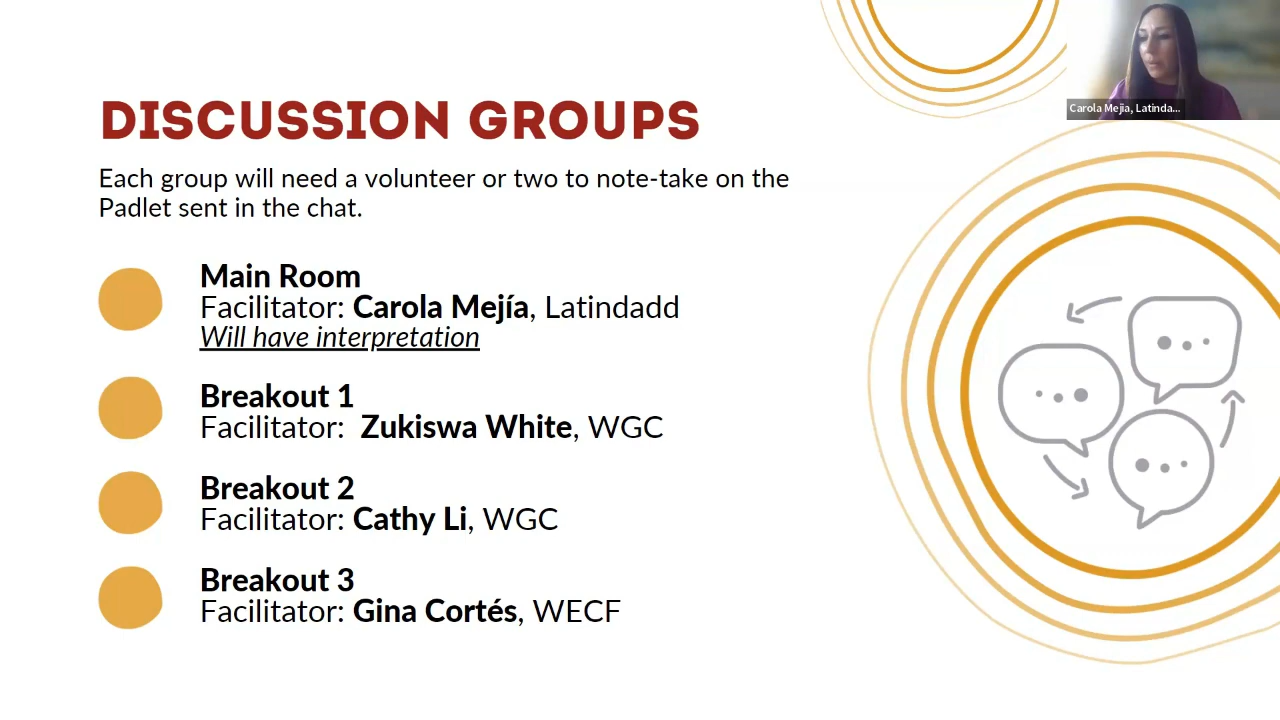 Carola Mejia, Latinda...
DISCUSSION GROUPS
Each group will need a volunteer or two to note-take on the
Padlet sent in the chat.
Main Room
Facilitator: Carola Mejía, Latindadd
Will have interpretation
Breakout 1
Facilitator: Zukiswa White, WGC
Breakout 2
Facilitator: Cathy Li, WGC
Breakout 3
Facilitator: Gina Cortés, WECF